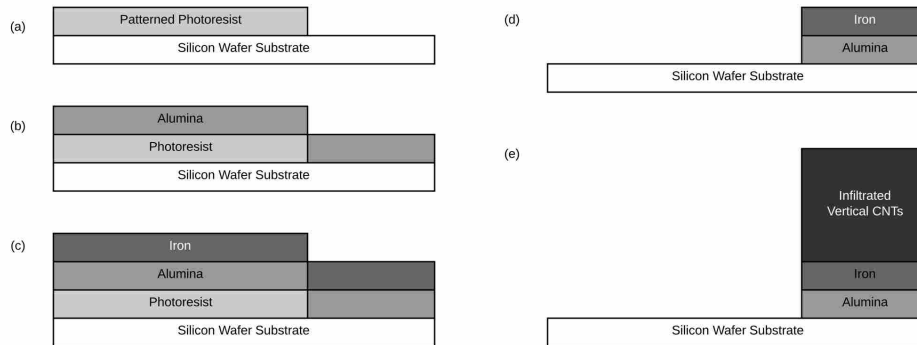 (a)
Patterned Photoresist
Silicon Wafer Substrate
(b)
Alumina
Photoresist
Silicon Wafer Substrate
(c)
Iron
Alumina
Photoresist
Silicon Wafer Substrate
(d)
Iron
Alumina
Silicon Wafer Substrate
(e)
Infiltrated
Vertical CNTs
Iron
Alumina
Silicon Wafer Substrate